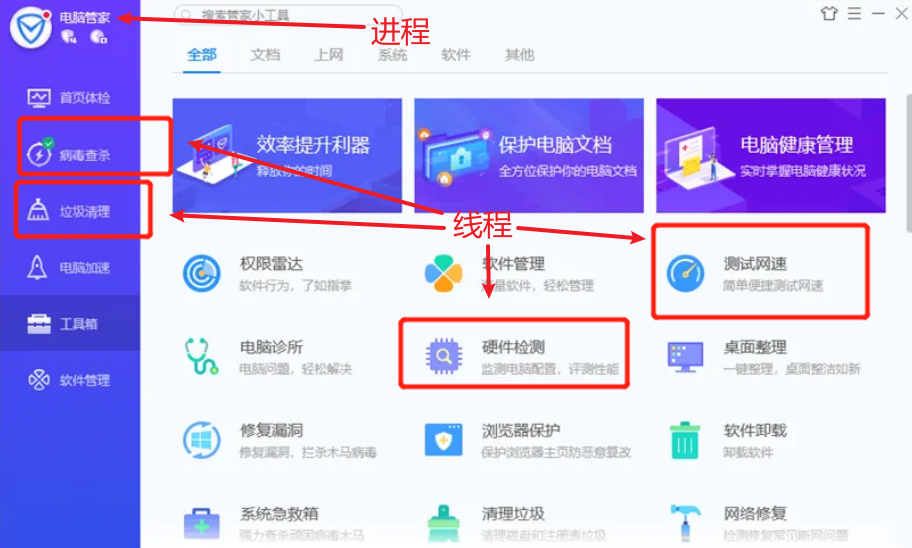 电脑管家
搜索管家小工具
进程
全部 文档 上网 系统 软件 其他
首页体检
病毒查杀
垃圾清理
电脑加速
工具箱
软件管理
效率提升利器
释放你的时间
保护电脑文档
全方位保护你的电脑文档
电脑健康管理
实时掌握电脑健康状况
线程
权限雷达
软件行为，了如指掌
软件管理
量软件，轻松管理
测试网速
简单便捷测试网速
电脑诊所
电脑问题，轻松解决
硬件检测
监测电脑配置，评测性能
桌面整理
一键整理，桌面整洁如新
修复漏洞
修复漏洞，拦杀木马病毒
浏览器保护
保护浏览器主页防恶意篡改
软件卸载
卸载软件
系统急救箱
强力查杀顽固病毒木马
清理垃圾
清理磁盘和注册表垃圾
网络修复
检测修复常见断网问题